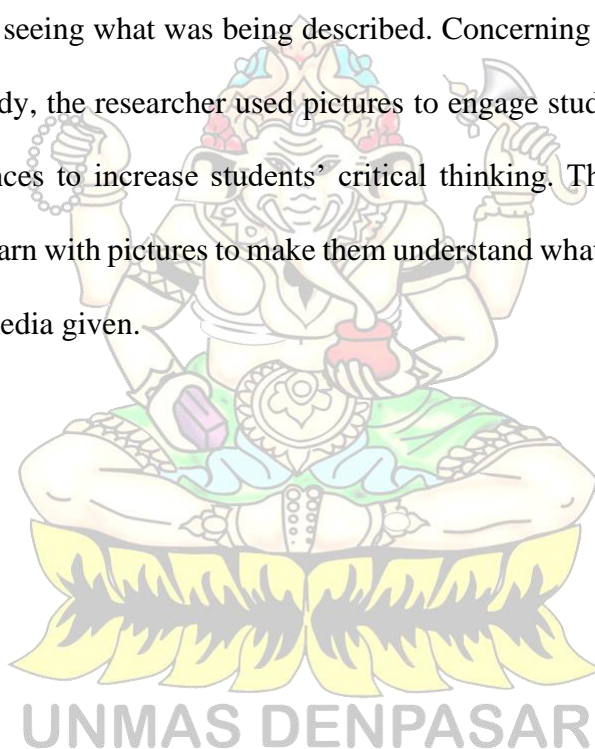 seeing what was being described. Concerning
dy, the researcher used pictures to engage stud
nces to increase students’ critical thinking. Th
arn with pictures to make them understand what
edia given.
UNMAS DENPASAR